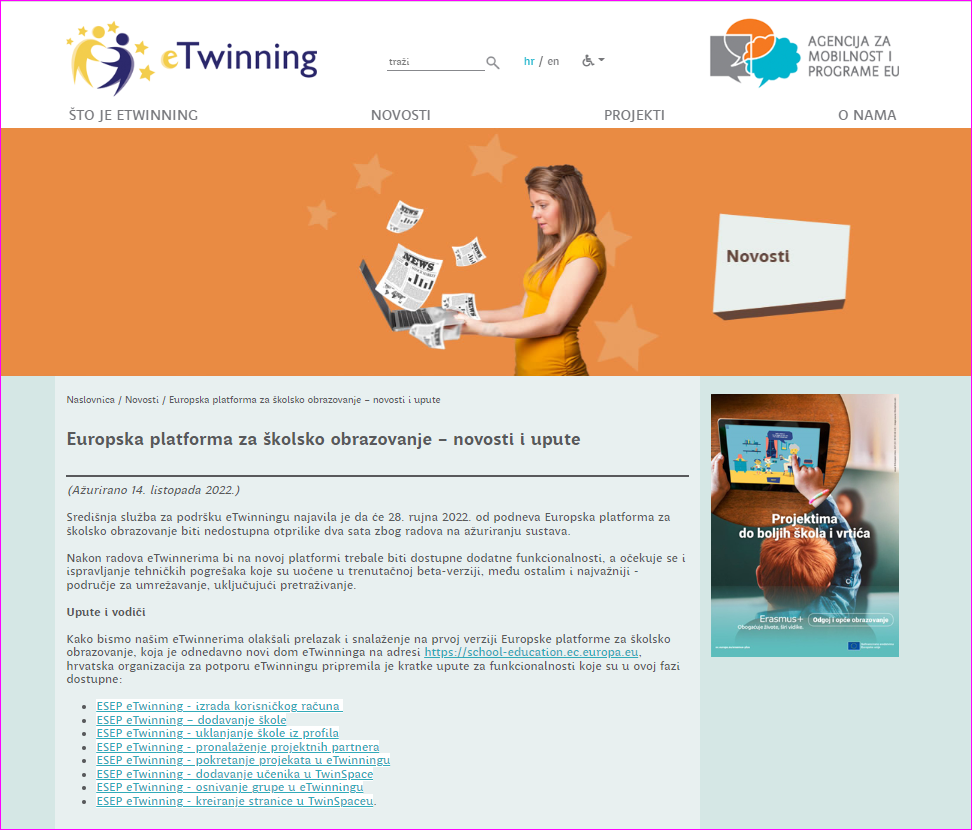 eTwinning
traži
hr / en
AGENCIJA ZA
MOBILNOST I
PROGRAME EU
ŠTO JE ETWINNING
NOVOSTI
PROJEKTI
O NAMA
NEWS
NEWS
NEWS
Novosti
Naslovnica / Novosti / Europska platforma za školsko obrazovanje – novosti i upute
Europska platforma za školsko obrazovanje – novosti i upute
(Ažurirano 14. listopada 2022.)
Središnja služba za podršku eTwinningu najavila je da će 28. rujna 2022. od podneva Europska platforma za
školsko obrazovanje biti nedostupna otprilike dva sata zbog radova na ažuriranju sustava.
Nakon radova eTwinnerima bi na novoj platformi trebale biti dostupne dodatne funkcionalnosti, a očekuje se i
ispravljanje tehničkih pogrešaka koje su uočene u trenutačnoj beta-verziji, među ostalim i najvažniji -
područje za umrežavanje, uključujući pretraživanje.
Upute i vodiči
Kako bismo našim eTwinnerima olakšali prelazak i snalaženje na prvoj verziji Europske platforme za školsko
obrazovanje, koja je odnedavno novi dom eTwinninga na adresi https://school-education.ec.europa.eu,
hrvatska organizacija za potporu eTwinningu pripremila je kratke upute za funkcionalnosti koje su u ovoj fazi
dostupne:
ESEP eTwinning - izrada korisničkog računa
ESEP eTwinning – dodavanje škole
ESEP eTwinning - uklanjanje škole iz profila
ESEP eTwinning - pronalaženje projektnih partnera
ESEP eTwinning - pokretanje projekata u eTwinningu
ESEP eTwinning - dodavanje učenika u TwinSpace
ESEP eTwinning - osnivanje grupe u eTwinningu
ESEP eTwinning - kreiranje stranice u TwinSpaceu.
Projektima
do boljih škola i vrtića
Erasmus+
Obogaćuje živote, širi vidike.
Odgoj i opće obrazovanje